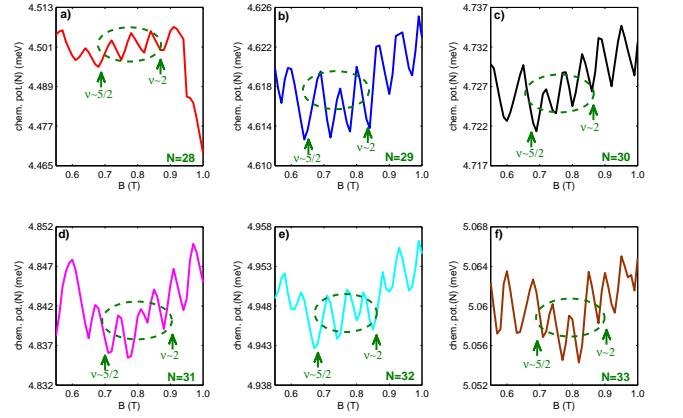 a)
4.513
4.501
4.489
4.477
4.465
chem. pot.(N) (meV)
ν~5/2
ν~2
N=28
0.6 0.7 0.8 0.9 1.0
B (T)
b)
4.626
4.622
4.618
4.614
4.610
chem. pot.(N) (meV)
ν~5/2
ν~2
N=29
0.6 0.7 0.8 0.9 1.0
B (T)
c)
4.737
4.732
4.727
4.722
4.717
chem. pot.(N) (meV)
ν~5/2
ν~2
N=30
0.6 0.7 0.8 0.9 1.0
B (T)
d)
4.852
4.847
4.842
4.837
4.832
chem. pot.(N) (meV)
ν~5/2
ν~2
N=31
0.6 0.7 0.8 0.9 1.0
B (T)
e)
4.958
4.953
4.948
4.943
4.938
chem. pot.(N) (meV)
ν~5/2
ν~2
N=32
0.6 0.7 0.8 0.9 1.0
B (T)
f)
5.068
5.064
5.06
5.056
5.052
chem. pot.(N) (meV)
ν~5/2
ν~2
N=33
0.6 0.7 0.8 0.9 1.0
B (T)